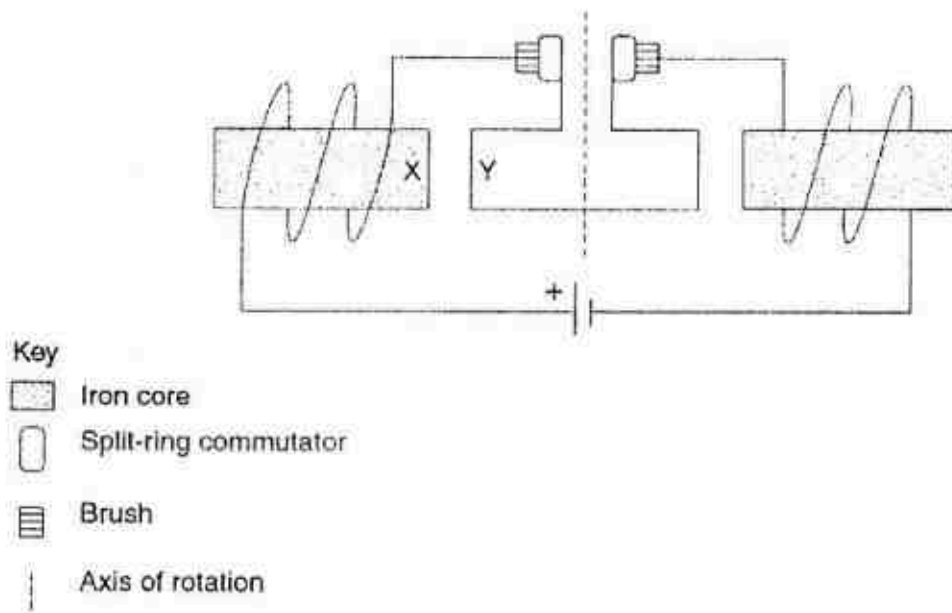 X Y
+
Key
Iron core
Split-ring commutator
Brush
Axis of rotation